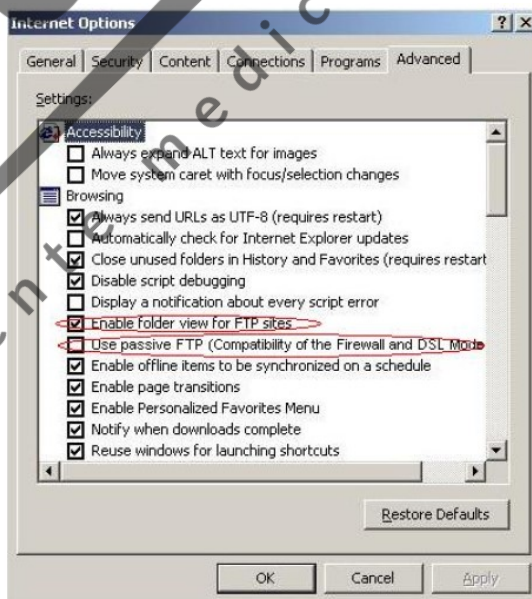 Internet Options
General Security Content Connections Programs Advanced
Settings:
Accessibility
Always expand ALT text for images
Move system caret with focus/selection changes
Browsing
Always send URLs as UTF-8 (requires restart)
Automatically check for Internet Explorer updates
Close unused folders in History and Favorites (requires restart
Disable script debugging
Display a notification about every script error
Enable folder view for FTP sites
Use passive FTP (Compatibility of the Firewall and DSL Mode
Enable offline items to be synchronized on a schedule
Enable page transitions
Enable Personalized Favorites Menu
Notify when downloads complete
Reuse windows for launching shortcuts
Restore Defaults
OK Cancel Apply